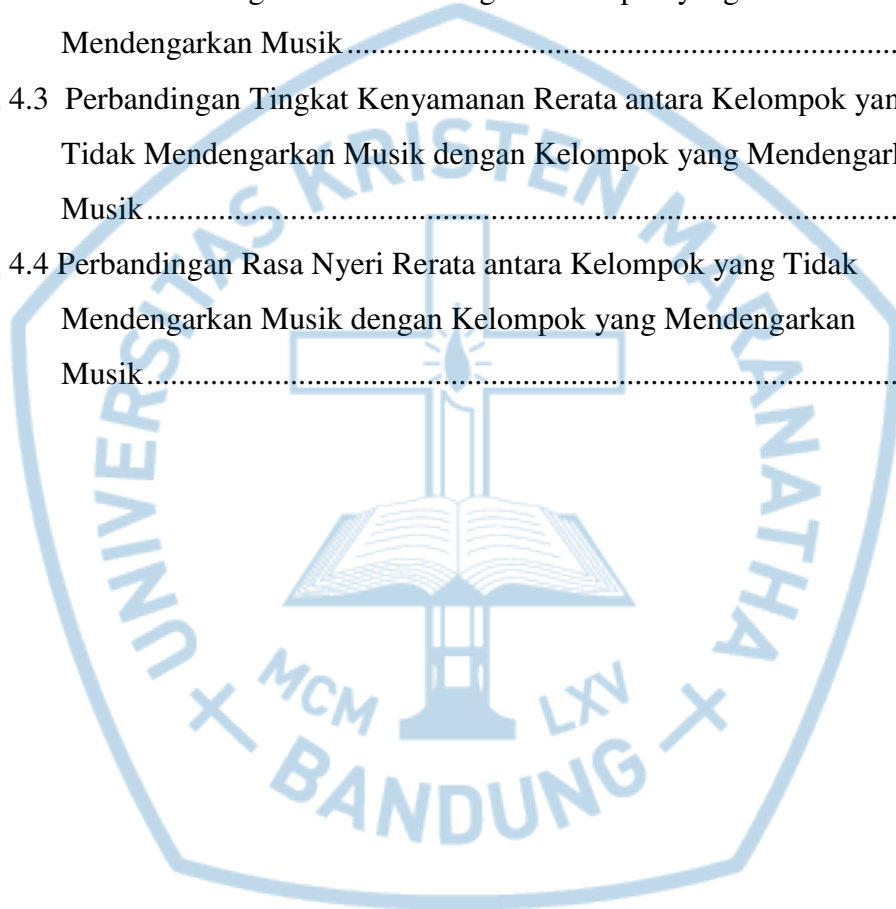 Mendengarkan Musik
4.3 Perbandingan Tingkat Kenyamanan Rerata antara Kelompok
Tidak Mendengarkan Musik dengan Kelompok yang
Musik
4.4 Perbandingan Rasa Nyeri Rerata antara Kelompok yang Tidak
Mendengarkan Musik dengan Kelompok yang Mendengarkan
Musik
UNIVERSITAS KRISTEN MARANATHA
MCM LXV
BANDUNG